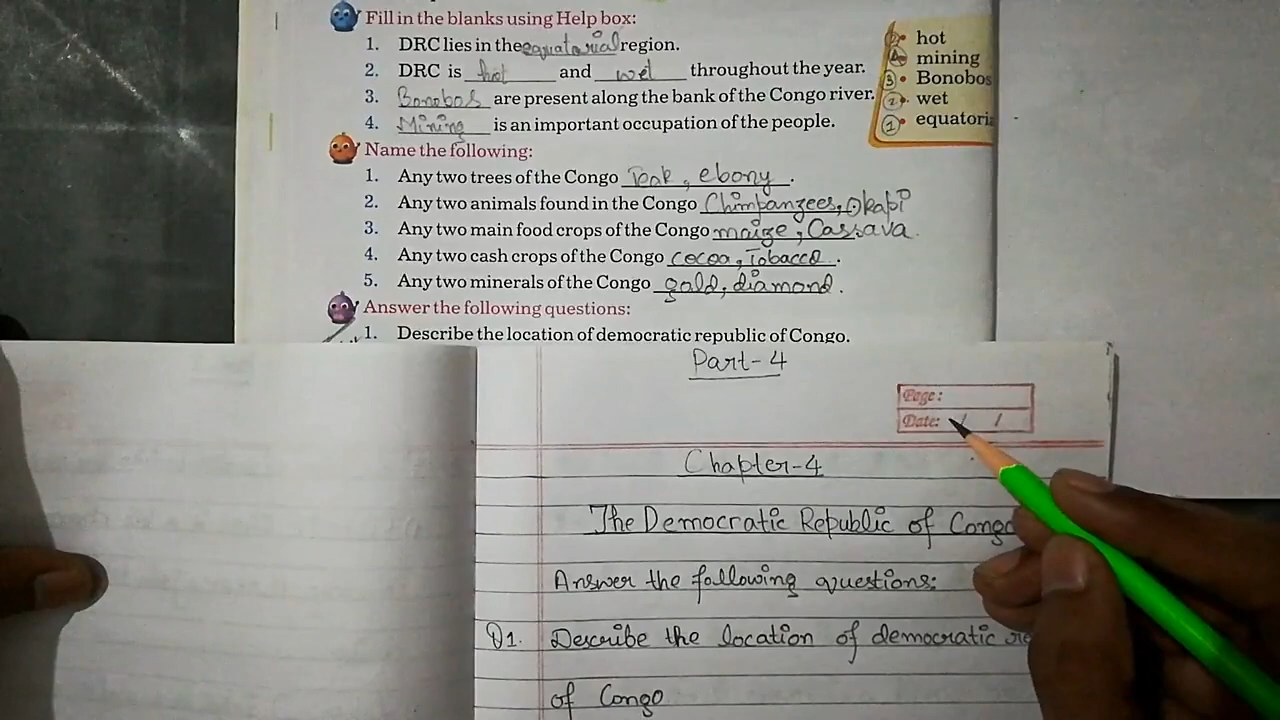 Fill in the blanks using Help box:
1. DRC lies in the equatorial region.
2. DRC is hot and wet throughout the year.
3. Bonobos are present along the bank of the Congo river.
4. Mining is an important occupation of the people.
4 • hot
• mining
3 • Bonobos
2 • wet
1 • equatoria
Name the following:
1. Any two trees of the Congo Teak, ebony.
2. Any two animals found in the Congo Chimpanzees, Okapi
3. Any two main food crops of the Congo maize, Cassava.
4. Any two cash crops of the Congo cocoa, Tobacco.
5. Any two minerals of the Congo gold, diamond.
Answer the following questions:
1. Describe the location of democratic republic of Congo.
Part-4
Page:
Date: / /
Chapter-4
The Democratic Republic of Congo
Answer the following questions:
Q1. Describe the location of democratic re
of Congo